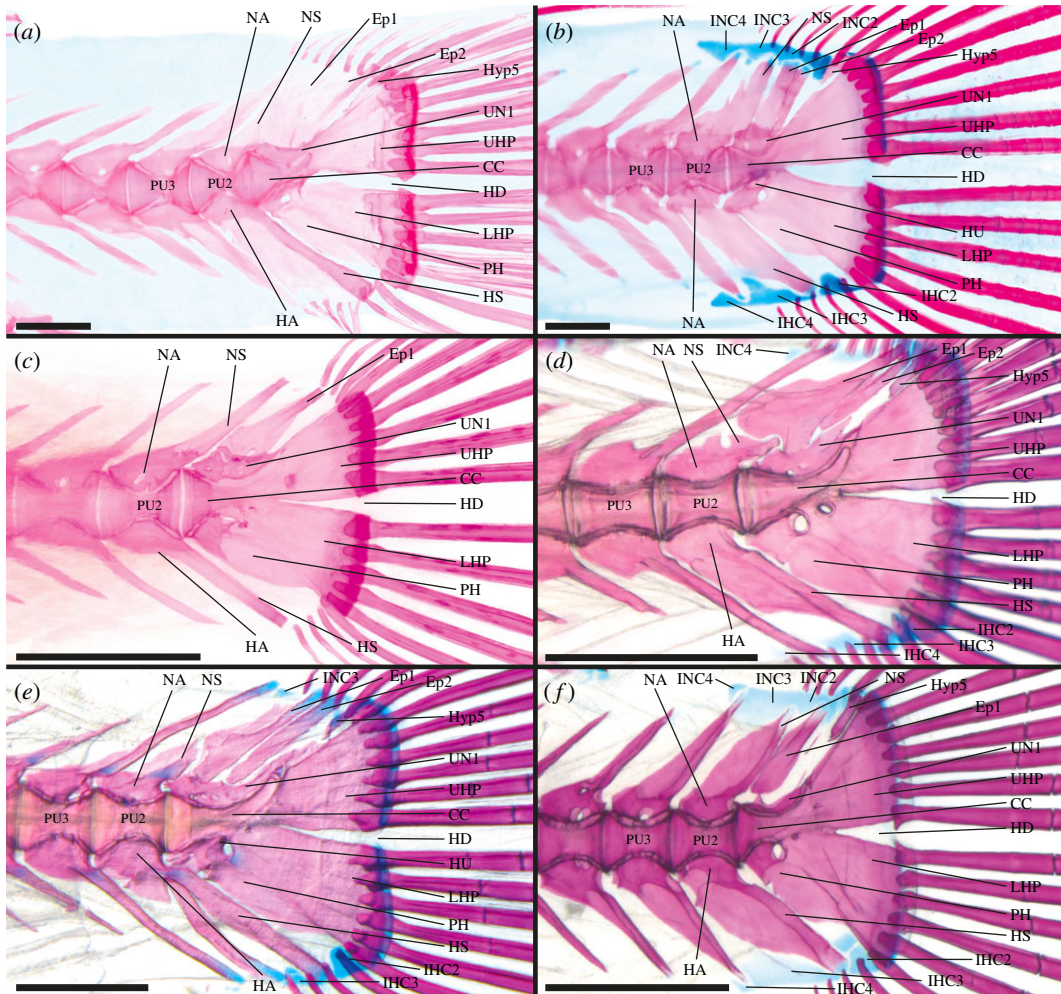 (a)
NA
NS
Ep1
Ep2
Hyp5
UN1
UHP
CC
HD
LHP
PH
HS
HA
PU3
PU2
(b)
INC4
INC3
NS
INC2
Ep1
Ep2
Hyp5
NA
UN1
UHP
CC
HD
HU
LHP
PH
IHC2
HS
IHC3
IHC4
NA
PU3
PU2
(c)
NA
NS
Ep1
UN1
UHP
CC
HD
LHP
PH
HS
HA
PU2
(d)
NA
NS
INC4
Ep1
Ep2
Hyp5
UN1
UHP
CC
HD
LHP
PH
HS
IHC2
IHC3
IHC4
HA
PU3
PU2
(e)
NA
NS
INC3
Ep1
Ep2
Hyp5
UN1
UHP
CC
HD
HU
LHP
PH
HS
IHC2
IHC3
HA
PU3
PU2
(f)
NA
INC4
INC3
INC2
NS
Hyp5
Ep1
UN1
UHP
CC
HD
LHP
PH
HS
IHC2
IHC3
IHC4
HA
PU3
PU2